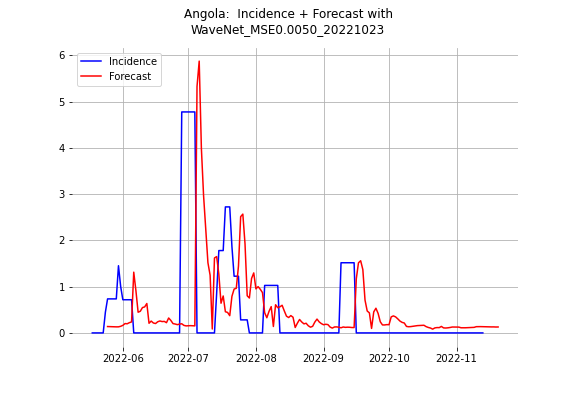 Angola:  Incidence + Forecast with
WaveNet_MSE0.0050_20221023
Incidence
Forecast
6
5
4
3
2
1
0
2022-06 2022-07 2022-08 2022-09 2022-10 2022-11